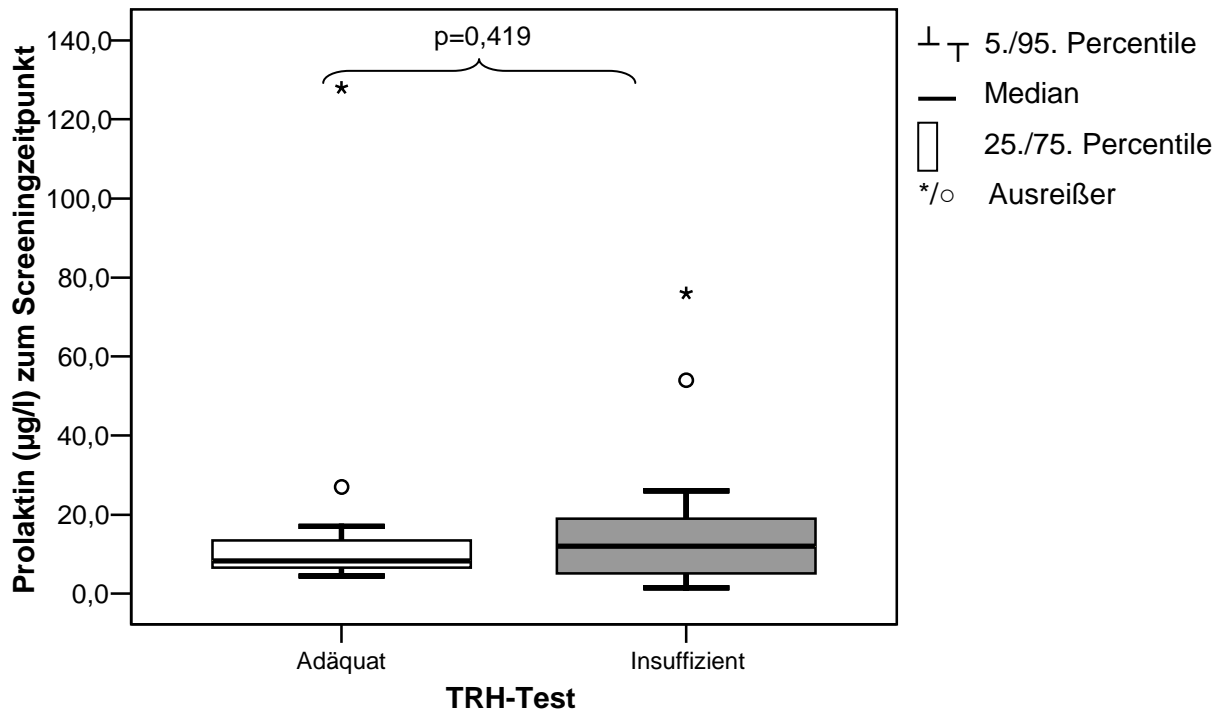 Prolaktin (µg/l) zum Screeningzeitpunkt
140,0
120,0
100,0
80,0
60,0
40,0
20,0
0,0
p=0,419
*
*
Adäquat
Insuffizient
TRH-Test
5./95. Percentile
Median
25./75. Percentile
*/○ Ausreißer